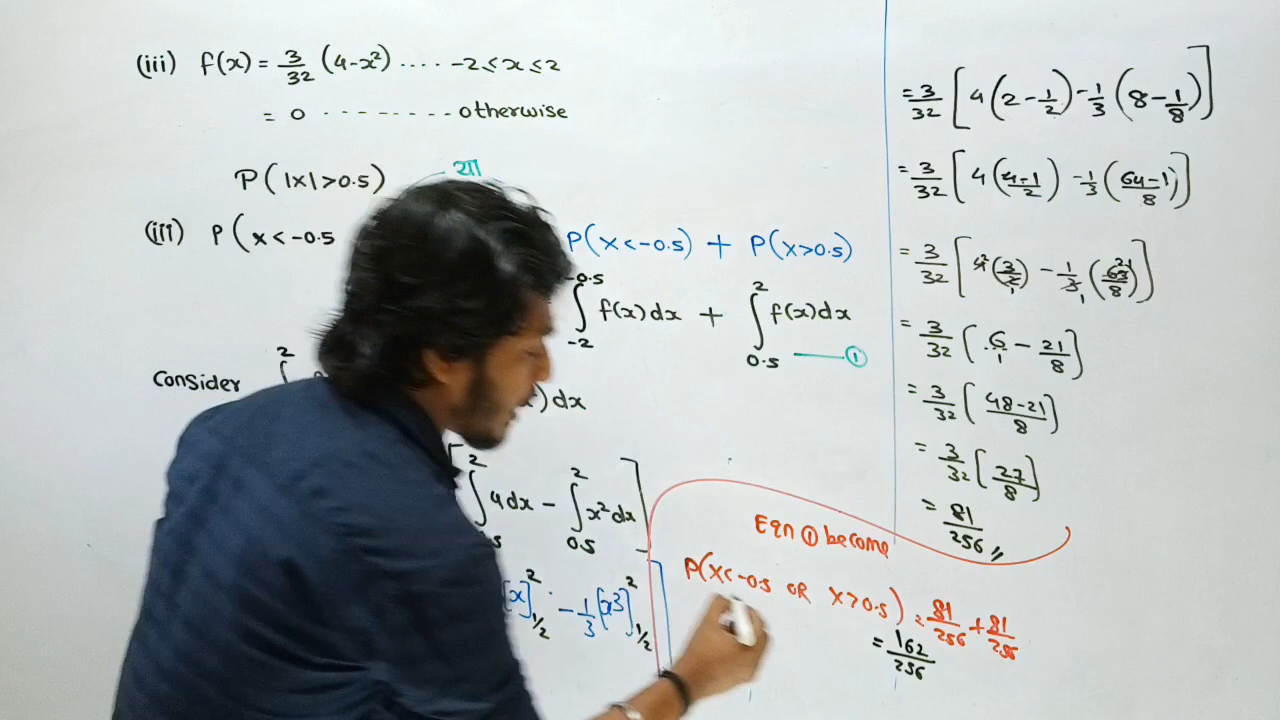 (iii) f(x) = 3/32 (4-x²) .... -2≤x≤2
= 0 --------- otherwise
P(|x|>0.5)
या
(iii) P(x<-0.5
P(x<-0.5) + P(x>0.5)
∫_{-2}^{-0.5} f(x)dx + ∫_{0.5}^{2} f(x)dx —— ①
Consider
) dx
[∫^{2} 4dx - ∫_{0.5}^{2} x²dx]
[x]_{1/2}^{2} - 1/3 [x³]_{1/2}^{2}
= 3/32 [4(2-1/2) - 1/3 (8-1/8)]
= 3/32 [4((4-1)/2) - 1/3 ((64-1)/8)]
= 3/32 [4(3/2) - 1/3 (63/8)]
= 3/32 (6/1 - 21/8)
= 3/32 ((48-21)/8)
= 3/32 [27/8]
= 81/256 //
Eqn ① become
P(x<-0.5 OR x>0.5) = 81/256 + 81/256
= 162/256